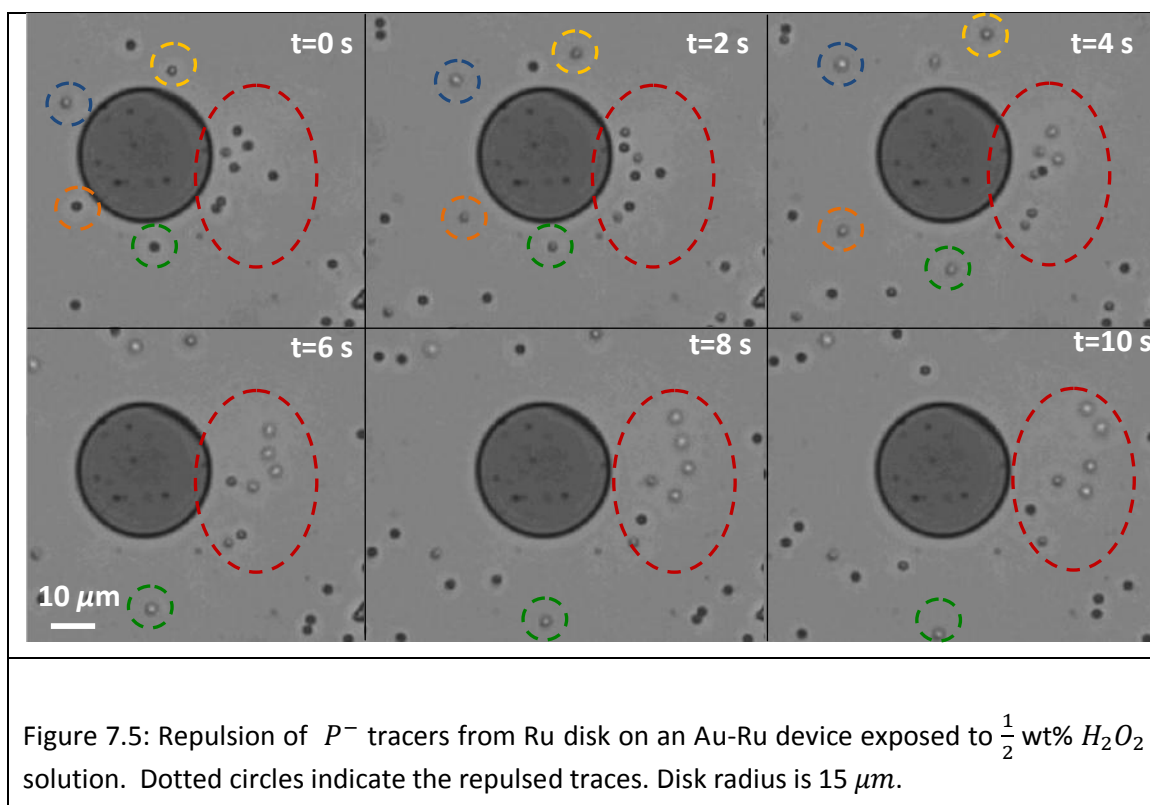 t=0 s
t=2 s
t=4 s
t=6 s
t=8 s
t=10 s
10 μm
Figure 7.5: Repulsion of P⁻ tracers from Ru disk on an Au-Ru device exposed to 1/2 wt% H₂O₂
solution. Dotted circles indicate the repulsed traces. Disk radius is 15 μm.